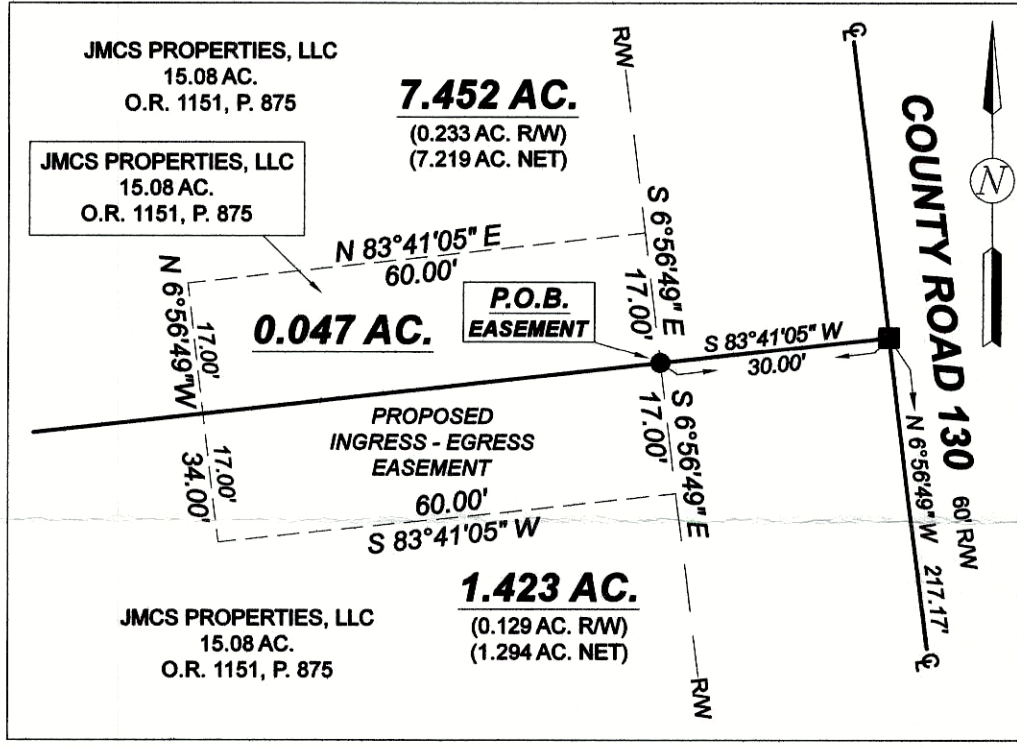 JMCS PROPERTIES, LLC
15.08 AC.
O.R. 1151, P. 875
7.452 AC.
(0.233 AC. R/W)
(7.219 AC. NET)
R/W
℄
COUNTY ROAD 130
60' R/W
N
JMCS PROPERTIES, LLC
15.08 AC.
O.R. 1151, P. 875
N 83°41'05" E
60.00'
S 6°56'49" E
17.00'
N 6°56'49" W
17.00'
0.047 AC.
P.O.B.
EASEMENT
S 83°41'05" W
30.00'
PROPOSED
INGRESS - EGRESS
EASEMENT
17.00'
34.00'
S 6°56'49" E
17.00'
N 6°56'49" W 217.17'
60.00'
S 83°41'05" W
JMCS PROPERTIES, LLC
15.08 AC.
O.R. 1151, P. 875
1.423 AC.
(0.129 AC. R/W)
(1.294 AC. NET)
R/W
℄